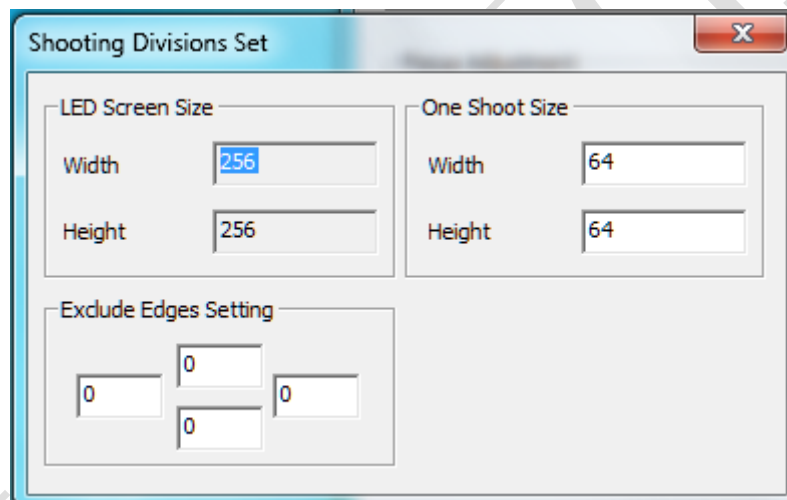 Shooting Divisions Set
LED Screen Size
Width 256
Height 256
One Shoot Size
Width 64
Height 64
Exclude Edges Setting
0
0 0
0